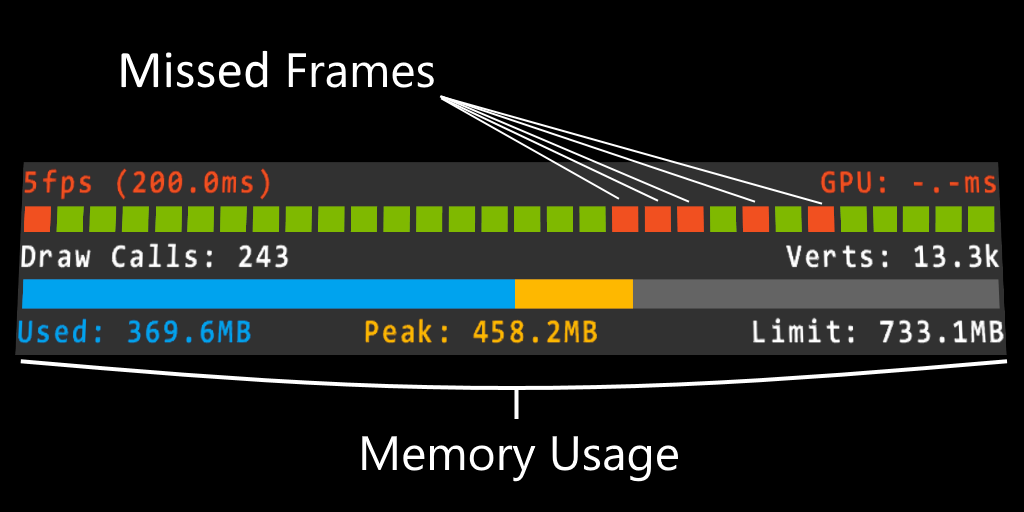 Missed Frames
5fps (200.0ms) GPU: -.-ms
Draw Calls: 243 Verts: 13.3k
Used: 369.6MB Peak: 458.2MB Limit: 733.1MB
Memory Usage